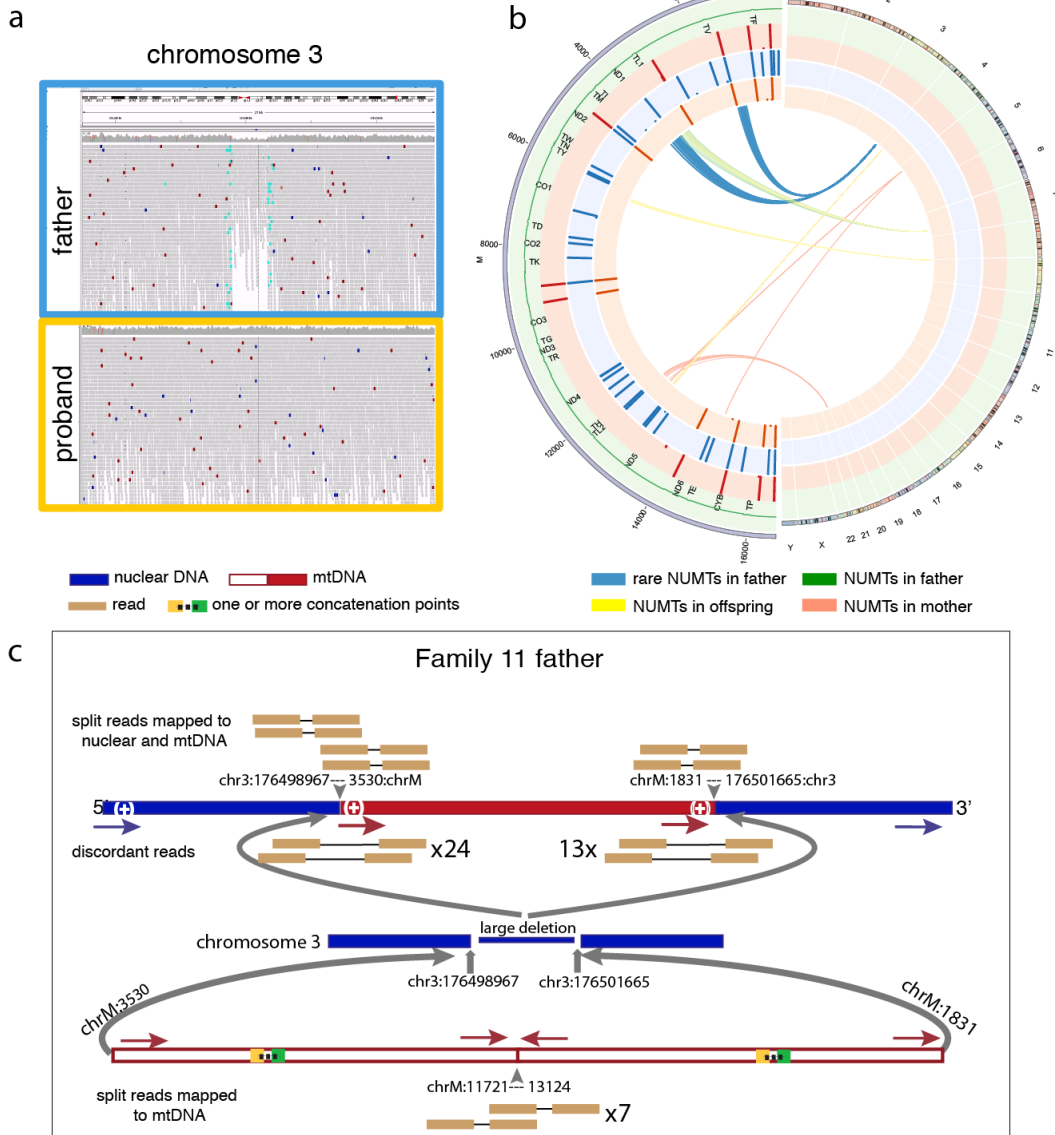 a
chromosome 3
father
proband
b
4000
6000
8000
M
10000
12000
14000
16000
TF
TV
TL1
ND1
TI
TM
ND2
TW
TN
TY
CO1
TD
CO2
TK
CO3
TG
ND3
TR
ND4
TL2
ND5
ND6
TE
CYB
TP
3
4
5
6
11
12
13
14
15
16
17
18
19
20
21
22
X
Y
nuclear DNA
mtDNA
read
one or more concatenation points
rare NUMTs in father
NUMTs in father
NUMTs in offspring
NUMTs in mother
c
Family 11 father
split reads mapped to
nuclear and mtDNA
chr3:176498967--- 3530:chrM
chrM:1831 --- 176501665:chr3
5'
(+)
(+)
3'
discordant reads
x24
13x
large deletion
chromosome 3
chr3:176498967
chr3:176501665
chrM:3530
chrM:1831
chrM:11721--- 13124
split reads mapped
to mtDNA
x7